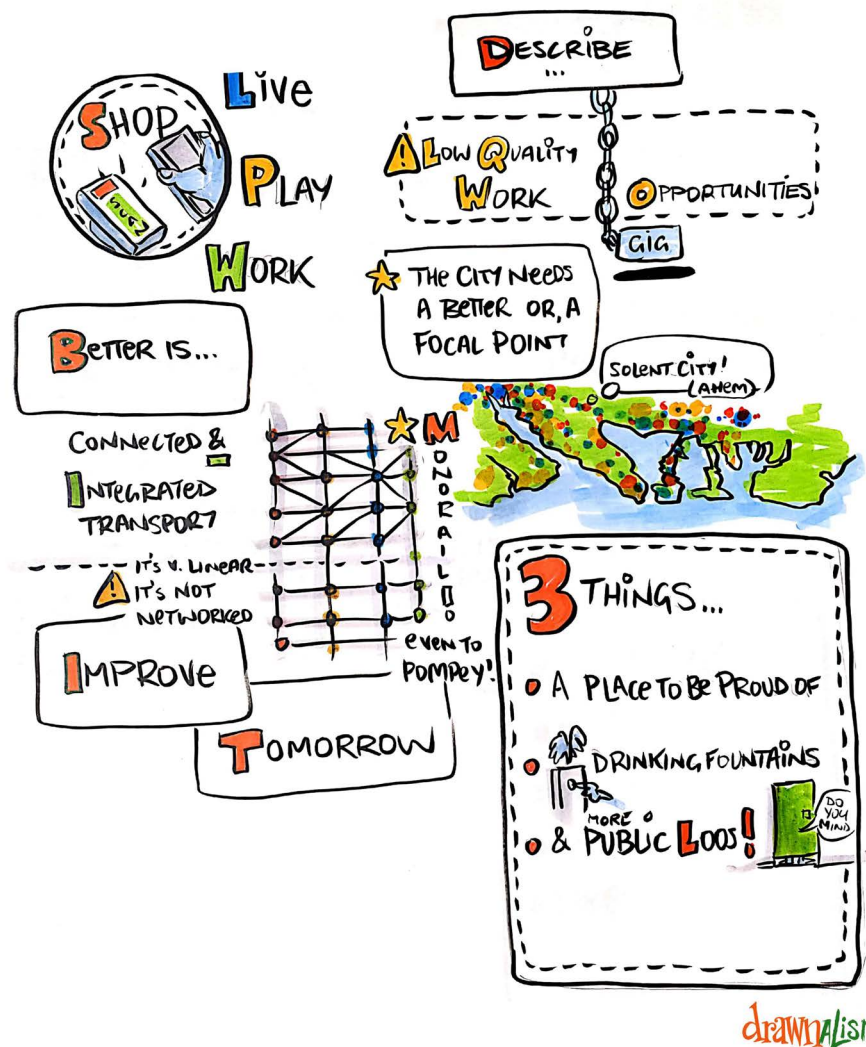 SHOP
Live
PLAY
WORK
DESCRIBE
...
LOW QUALITY
WORK
OPPORTUNITIES
GIG
THE CITY NEEDS
A BETTER OR, A
FOCAL POINT
SOLENT CITY!
(AHEM)
BETTER IS...
CONNECTED &
INTEGRATED
TRANSPORT
IT'S V. LINEAR
IT'S NOT
NETWORKED
MONORAIL
EVEN TO
POMPEY!
IMPROVE
TOMORROW
3 THINGS...
A PLACE TO BE PROUD OF
DRINKING FOUNTAINS
MORE
& PUBLIC LOOS!
DO
YOU
MIND